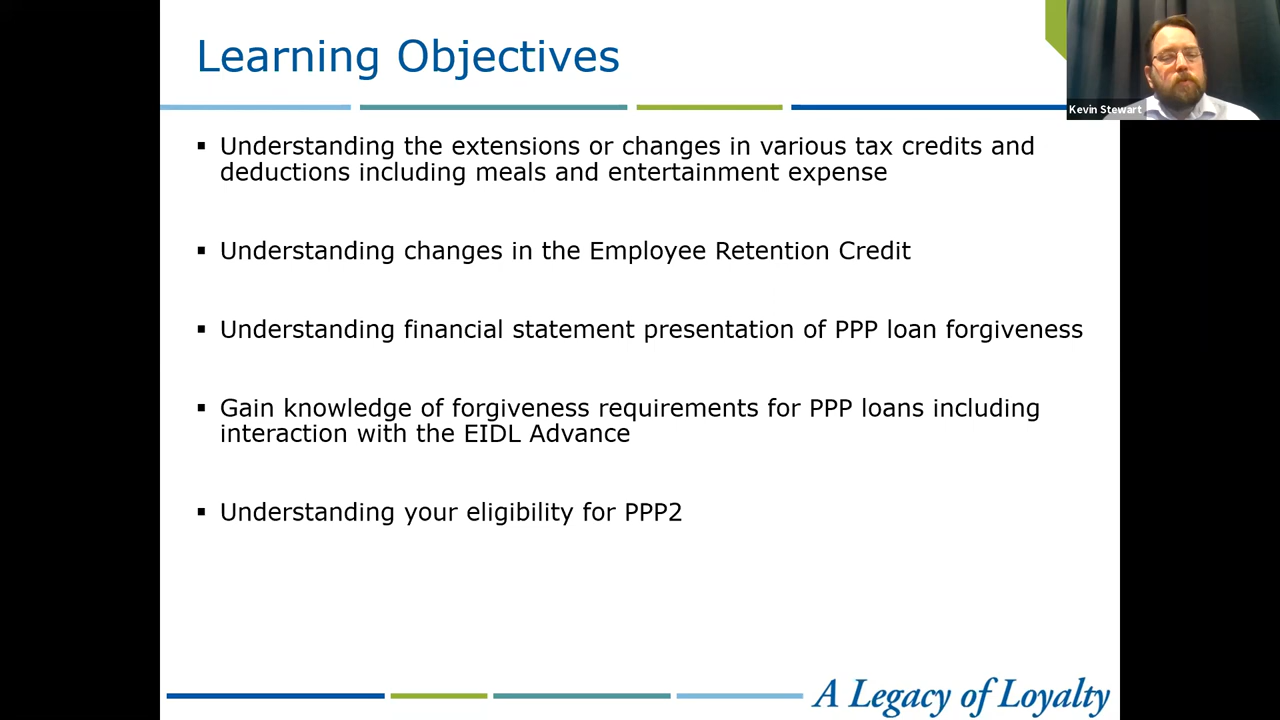 Learning Objectives
Kevin Stewart
▪ Understanding the extensions or changes in various tax credits and
deductions including meals and entertainment expense
▪ Understanding changes in the Employee Retention Credit
▪ Understanding financial statement presentation of PPP loan forgiveness
▪ Gain knowledge of forgiveness requirements for PPP loans including
interaction with the EIDL Advance
▪ Understanding your eligibility for PPP2
A Legacy of Loyalty